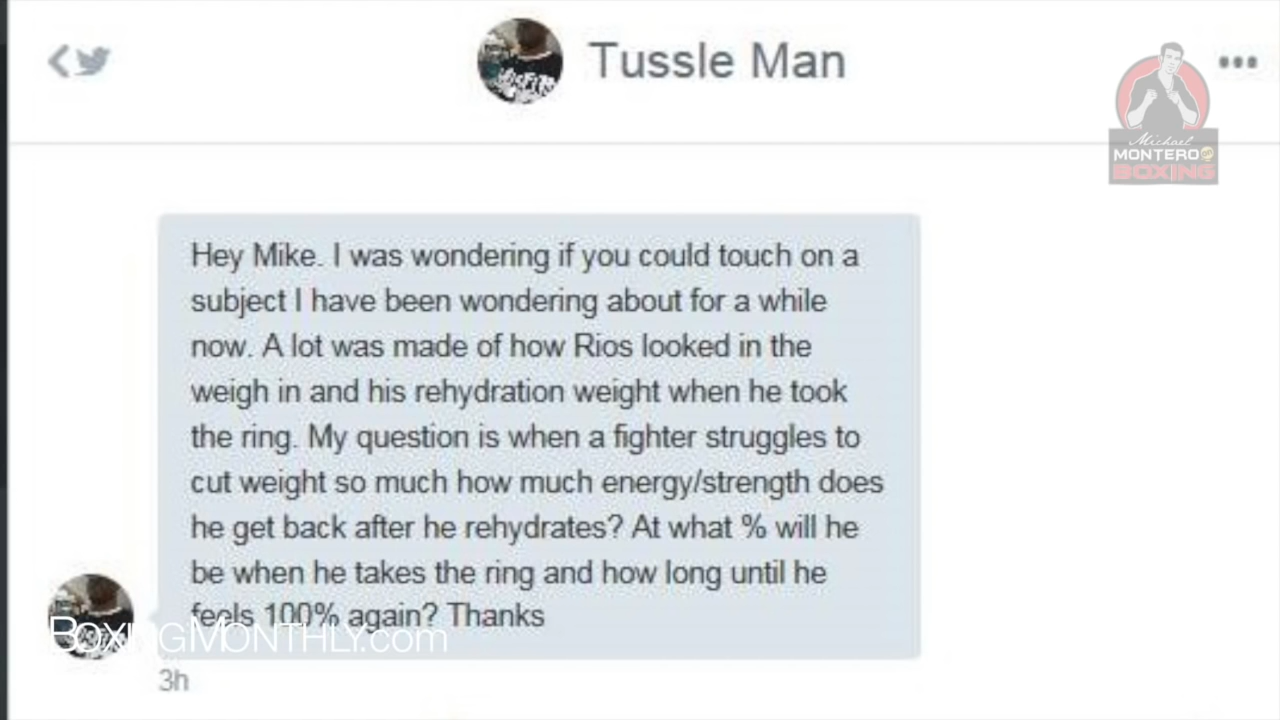 Tussle Man
Michael
MONTERO on
BOXING
Hey Mike. I was wondering if you could touch on a
subject I have been wondering about for a while
now. A lot was made of how Rios looked in the
weigh in and his rehydration weight when he took
the ring. My question is when a fighter struggles to
cut weight so much how much energy/strength does
he get back after he rehydrates? At what % will he
be when he takes the ring and how long until he
feels 100% again? Thanks
BOXINGMONTHLY.com
3h